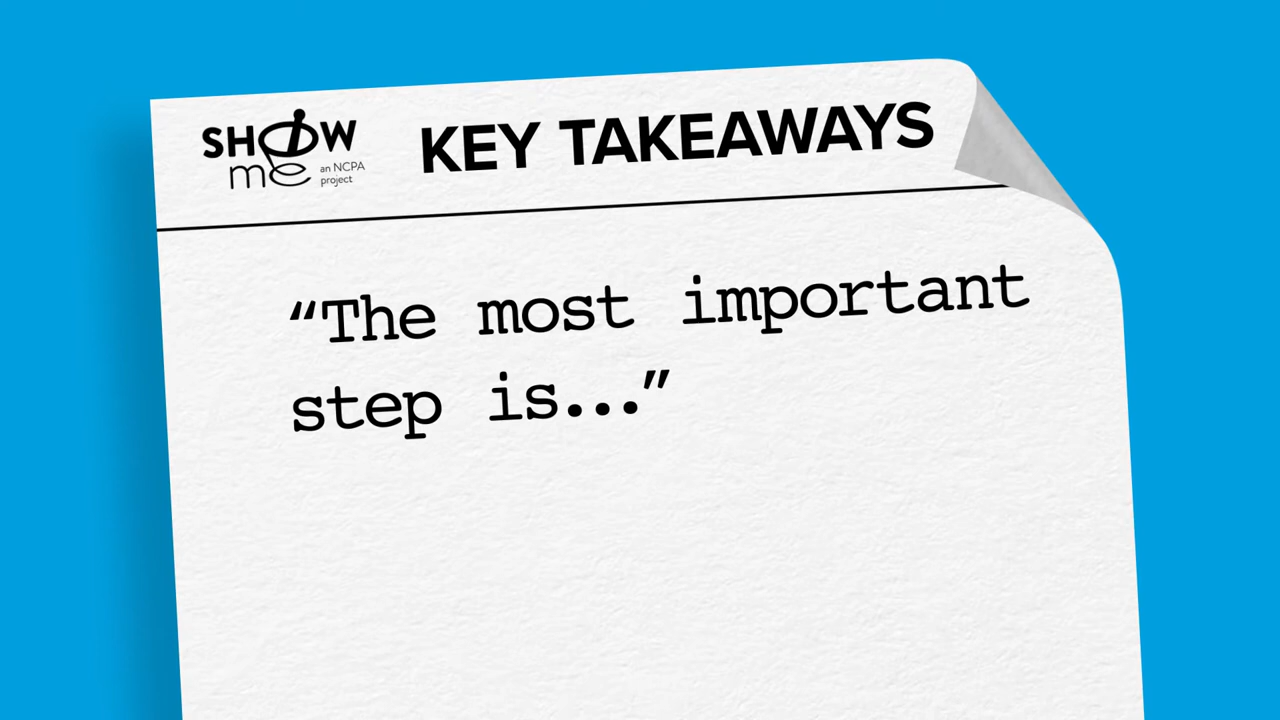 SHOW
me an NCPA
project
KEY TAKEAWAYS
“The most important
step is...”